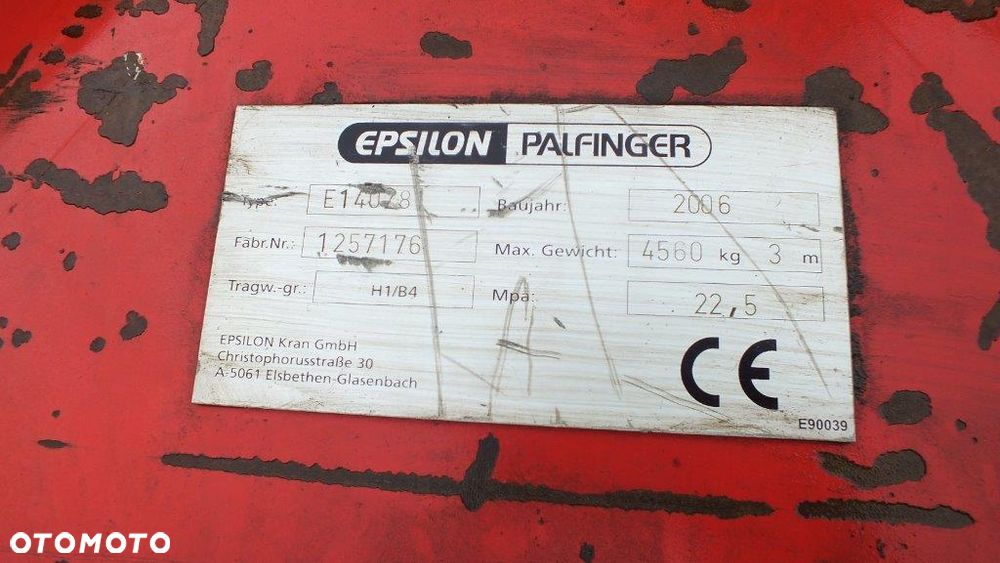 EPSILON PALFINGER
Type: E140Z8 Baujahr: 2006
Fabr.Nr.: 1257176 Max. Gewicht: 4560 kg 3 m
Tragw.-gr.: H1/B4 Mpa: 22,5
EPSILON Kran GmbH
Christophorusstraße 30
A-5061 Elsbethen-Glasenbach
CE
E90039
OTOMOTO